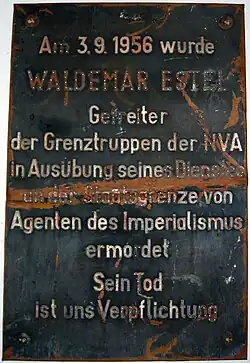 Am 3.9. 1956 wurde
WALDEMAR ESTEL
Gefreiter
der Grenztruppen der NVA
in Ausübung seines Dienstes
an der Staatsgrenze von
Agenten des Imperialismus
ermordet
Sein Tod
ist uns Verpflichtung